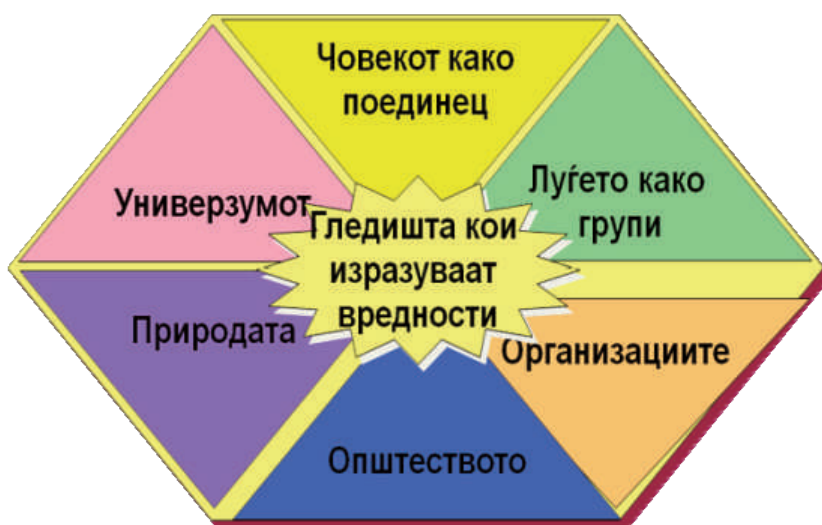 Човекот како
поединец
Луѓето како
групи
Универзумот
Гледишта кои
изразуваат
вредности
Природата
Организациите
Општеството